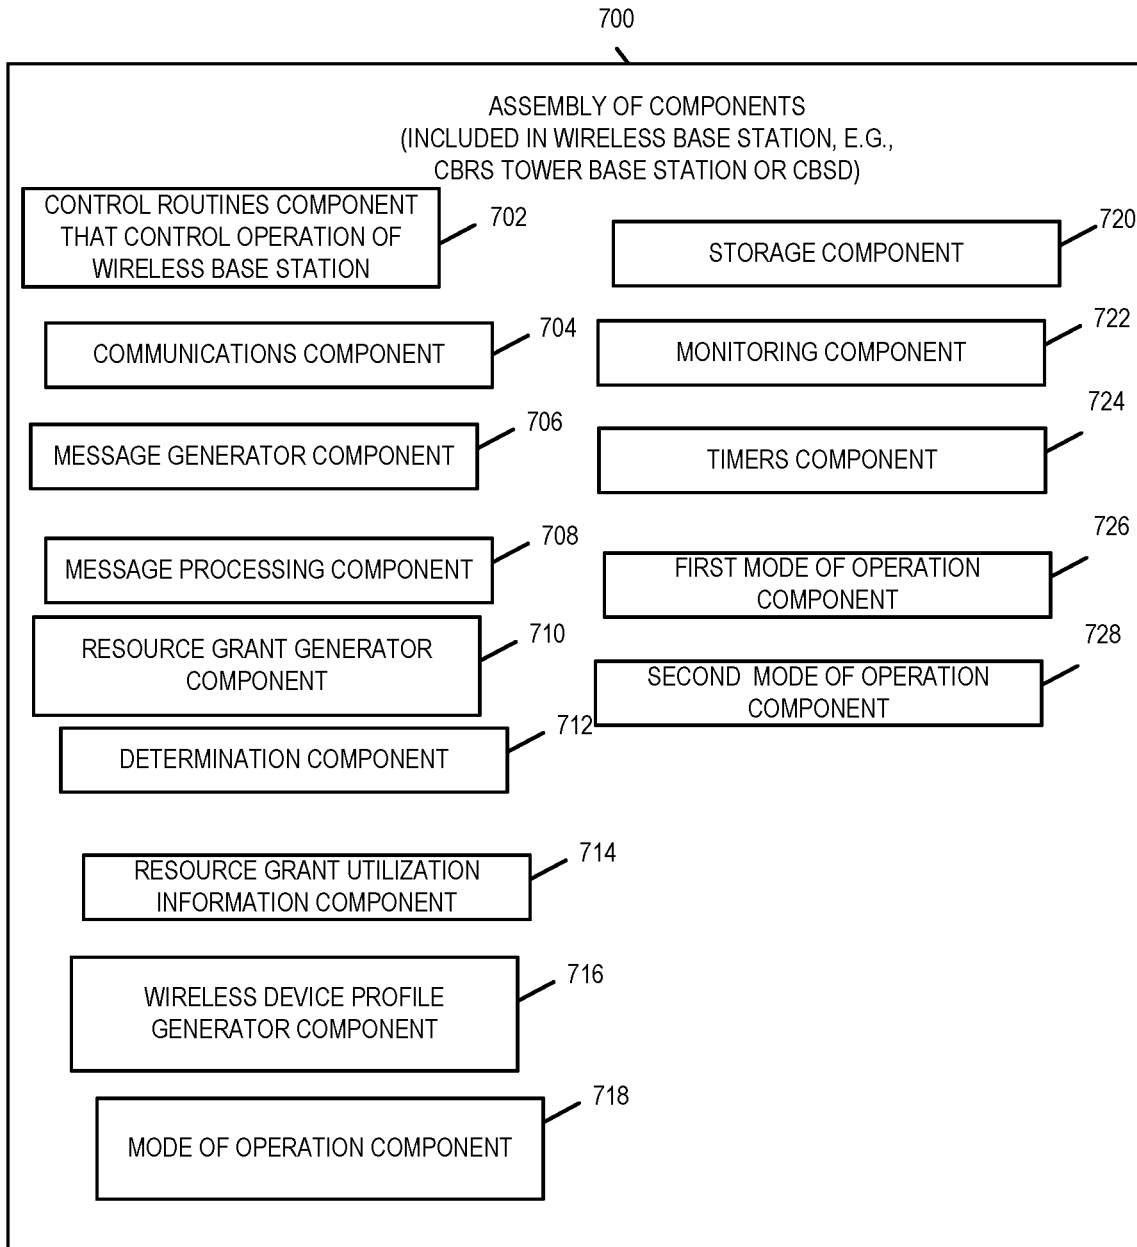 700
ASSEMBLY OF COMPONENTS
(INCLUDED IN WIRELESS BASE STATION, E.G.,
CBRS TOWER BASE STATION OR CBSD)
CONTROL ROUTINES COMPONENT
THAT CONTROL OPERATION OF
WIRELESS BASE STATION
702
COMMUNICATIONS COMPONENT
704
MESSAGE GENERATOR COMPONENT
706
MESSAGE PROCESSING COMPONENT
708
RESOURCE GRANT GENERATOR
COMPONENT
710
DETERMINATION COMPONENT
712
RESOURCE GRANT UTILIZATION
INFORMATION COMPONENT
714
WIRELESS DEVICE PROFILE
GENERATOR COMPONENT
716
MODE OF OPERATION COMPONENT
718
STORAGE COMPONENT
720
MONITORING COMPONENT
722
TIMERS COMPONENT
724
FIRST MODE OF OPERATION
COMPONENT
726
SECOND MODE OF OPERATION
COMPONENT
728